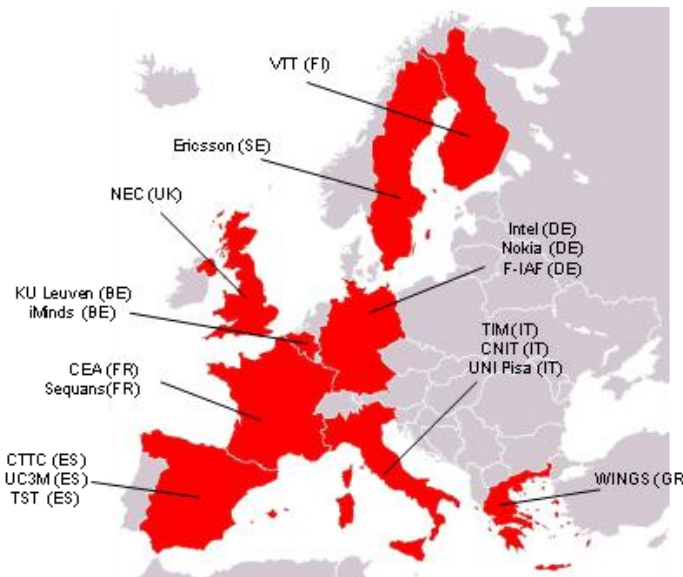 VTT (FI)
Ericsson (SE)
NEC (UK)
Intel (DE)
Nokia (DE)
F-IAF (DE)
KU Leuven (BE)
iMinds (BE)
TIM (IT)
CNIT (IT)
UNI Pisa (IT)
CEA (FR)
Sequans(FR)
CTTC (ES)
UC3M (ES)
TST (ES)
WINGS (GR